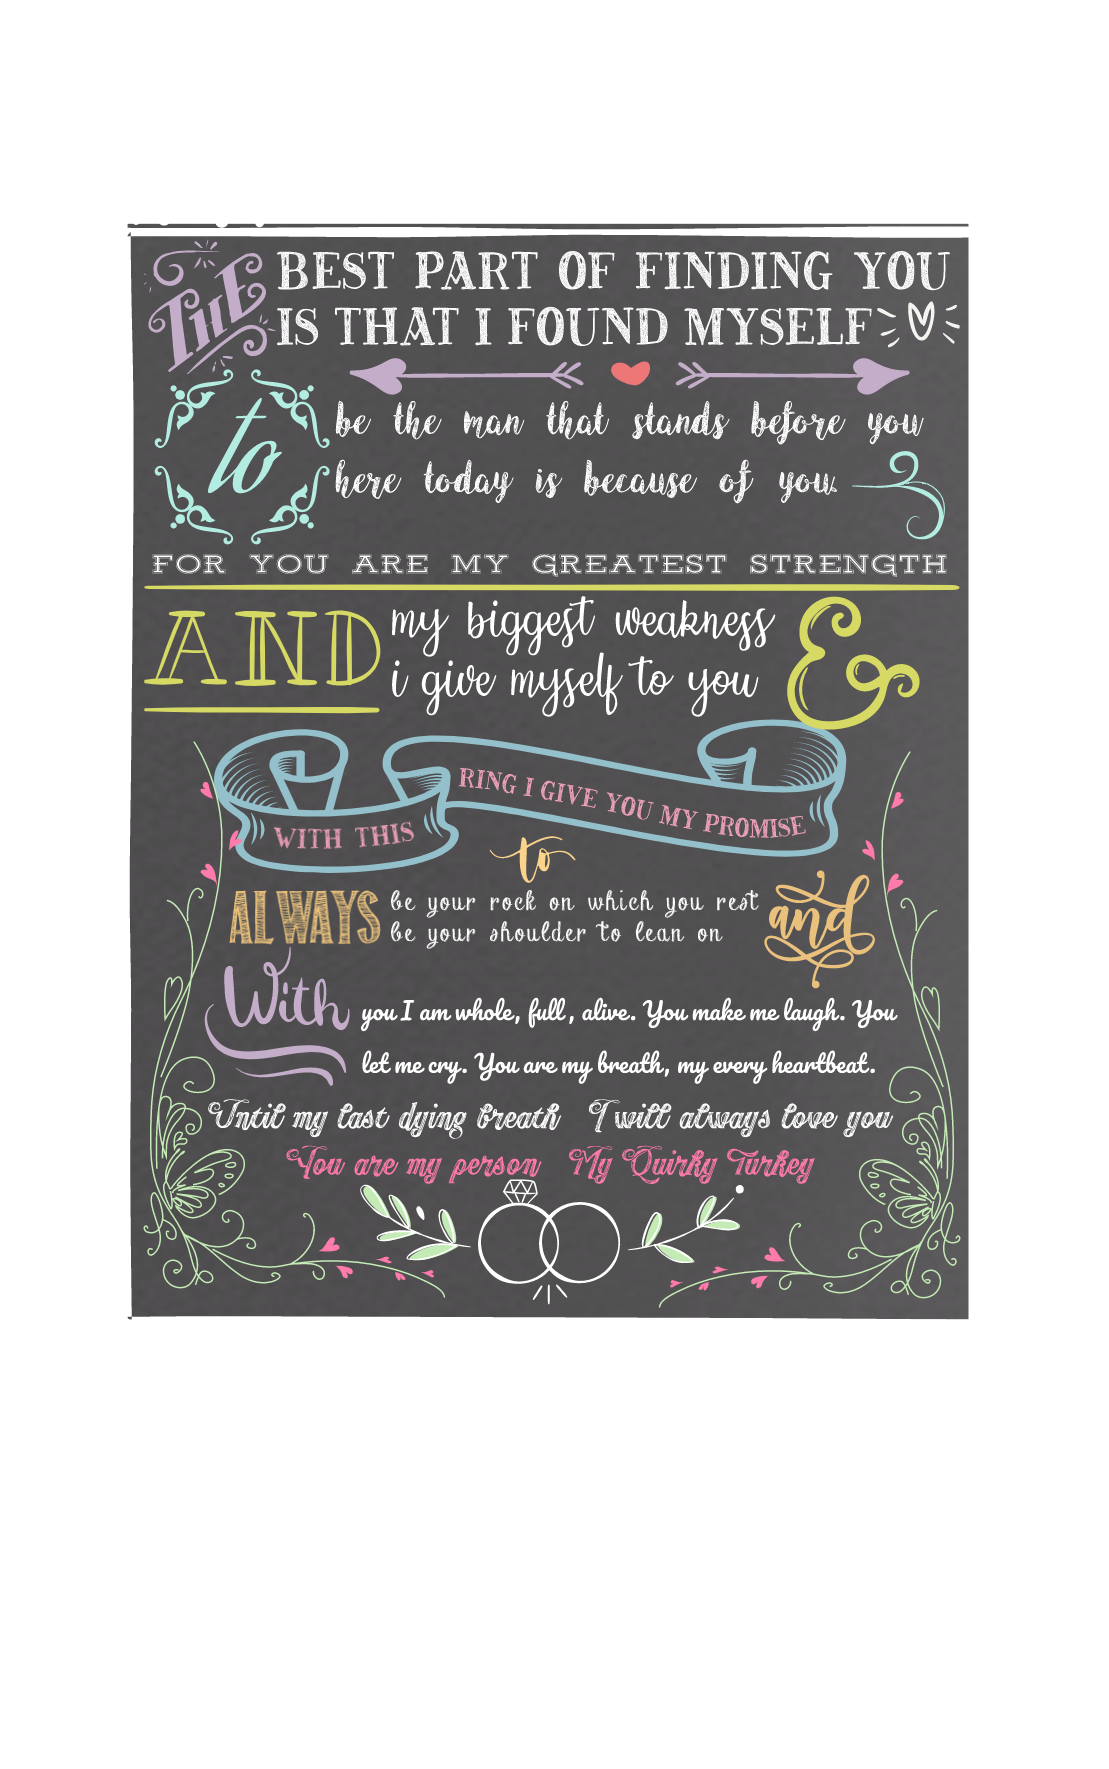 THE BEST PART OF FINDING YOU
IS THAT I FOUND MYSELF
to be the man that stands before you
here today is because of you.
FOR YOU ARE MY GREATEST STRENGTH
AND my biggest weakness &
i give myself to you
WITH THIS RING I GIVE YOU MY PROMISE
to
ALWAYS be your rock on which you rest and
be your shoulder to lean on
With you I am whole, full, alive. You make me laugh. You
let me cry. You are my breath, my every heartbeat.
Until my last dying breath I will always love you
You are my person My Quirky Turkey